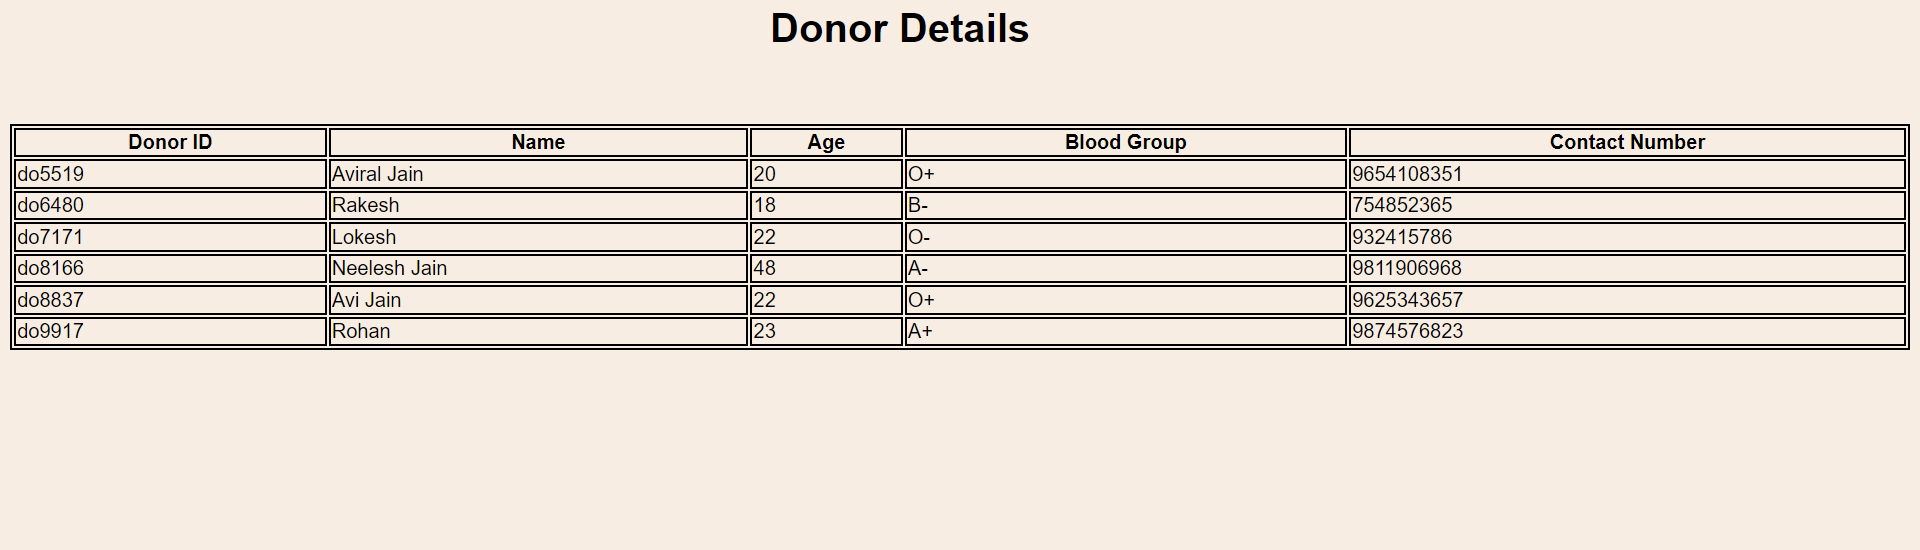 Donor Details
Donor ID Name Age Blood Group Contact Number
do5519 Aviral Jain 20 O+ 9654108351
do6480 Rakesh 18 B- 754852365
do7171 Lokesh 22 O- 932415786
do8166 Neelesh Jain 48 A- 9811906968
do8837 Avi Jain 22 O+ 9625343657
do9917 Rohan 23 A+ 9874576823